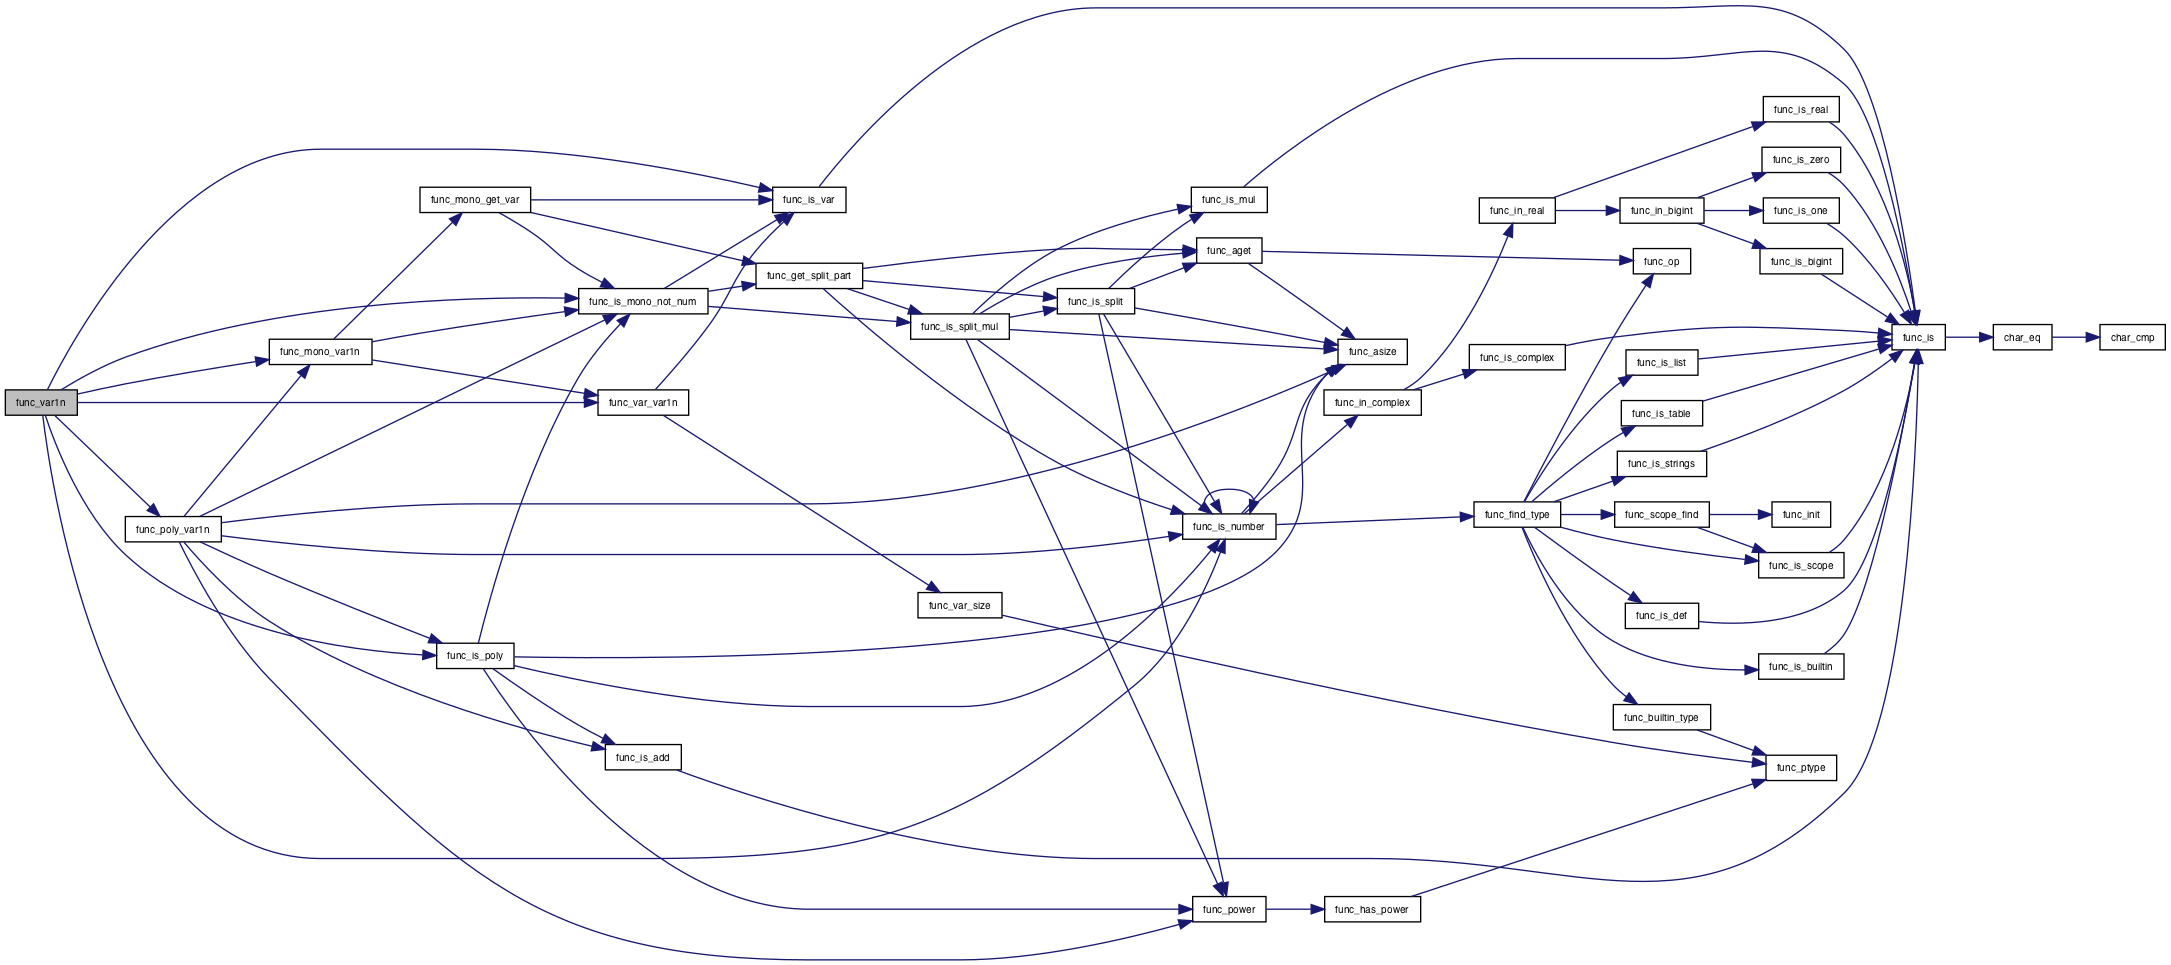 func_var1n
func_poly_var1n
func_mono_var1n
func_mono_get_var
func_is_poly
func_is_mono_not_num
func_var_var1n
func_is_add
func_is_var
func_get_split_part
func_is_split_mul
func_var_size
func_is_split
func_is_mul
func_aget
func_is_number
func_power
func_asize
func_in_complex
func_has_power
func_in_real
func_is_complex
func_find_type
func_in_bigint
func_op
func_is_list
func_is_table
func_is_strings
func_scope_find
func_is_def
func_builtin_type
func_is_real
func_is_zero
func_is_one
func_is_bigint
func_init
func_is_scope
func_is_builtin
func_ptype
func_is
char_eq
char_cmp